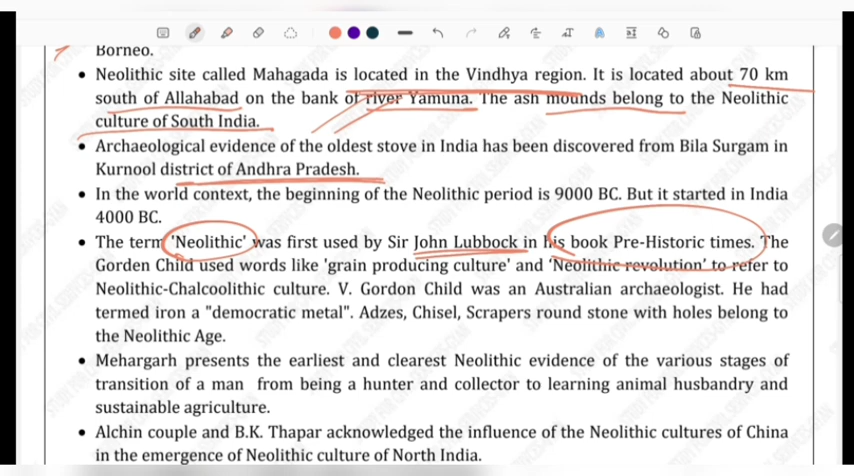 Borneo.
• Neolithic site called Mahagada is located in the Vindhya region. It is located about 70 km
south of Allahabad on the bank of river Yamuna. The ash mounds belong to the Neolithic
culture of South India.
• Archaeological evidence of the oldest stove in India has been discovered from Bila Surgam in
Kurnool district of Andhra Pradesh.
• In the world context, the beginning of the Neolithic period is 9000 BC. But it started in India
4000 BC.
• The term 'Neolithic' was first used by Sir John Lubbock in his book Pre-Historic times. The
Gorden Child used words like 'grain producing culture' and 'Neolithic revolution' to refer to
Neolithic-Chalcoolithic culture. V. Gordon Child was an Australian archaeologist. He had
termed iron a "democratic metal". Adzes, Chisel, Scrapers round stone with holes belong to
the Neolithic Age.
• Mehargarh presents the earliest and clearest Neolithic evidence of the various stages of
transition of a man from being a hunter and collector to learning animal husbandry and
sustainable agriculture.
• Alchin couple and B.K. Thapar acknowledged the influence of the Neolithic cultures of China
in the emergence of Neolithic culture of North India.